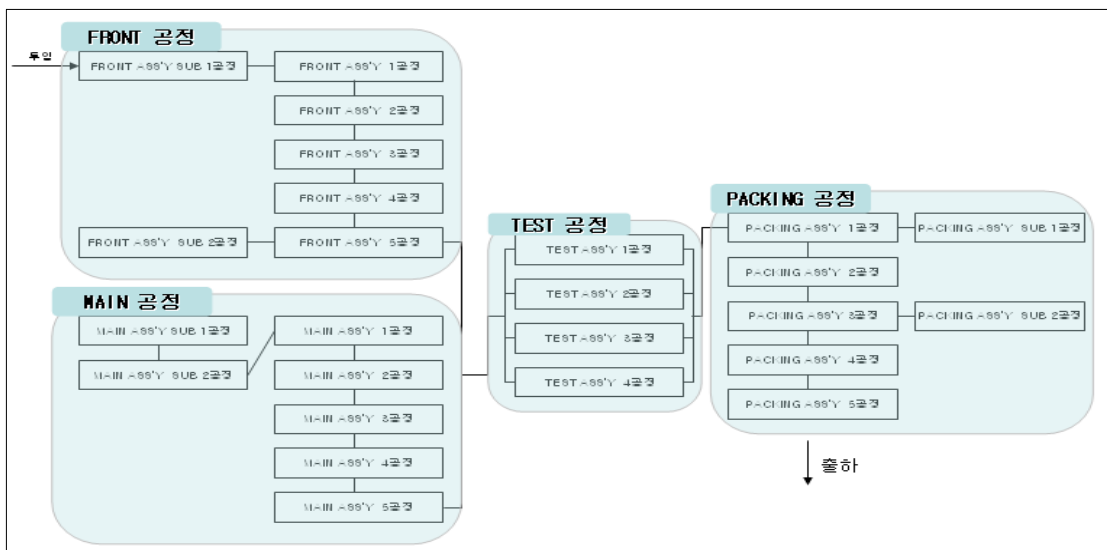 FRONT 공정
투입
FRONT ASS'Y SUB 1공정
FRONT ASS'Y 1공정
FRONT ASS'Y 2공정
FRONT ASS'Y 3공정
FRONT ASS'Y 4공정
FRONT ASS'Y SUB 2공정
FRONT ASS'Y 5공정
MAIN 공정
MAIN ASS'Y SUB 1공정
MAIN ASS'Y 1공정
MAIN ASS'Y SUB 2공정
MAIN ASS'Y 2공정
MAIN ASS'Y 3공정
MAIN ASS'Y 4공정
MAIN ASS'Y 5공정
TEST 공정
TEST ASS'Y 1공정
TEST ASS'Y 2공정
TEST ASS'Y 3공정
TEST ASS'Y 4공정
PACKING 공정
PACKING ASS'Y 1공정
PACKING ASS'Y SUB 1공정
PACKING ASS'Y 2공정
PACKING ASS'Y 3공정
PACKING ASS'Y SUB 2공정
PACKING ASS'Y 4공정
PACKING ASS'Y 5공정
출하